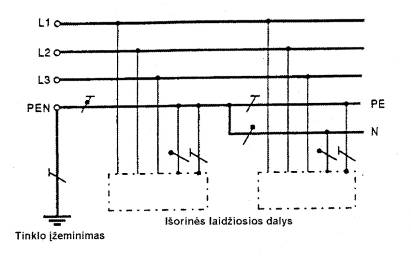 L1
L2
L3
PEN
PE
N
Išorinės laidžiosios dalys
Tinklo įžeminimas